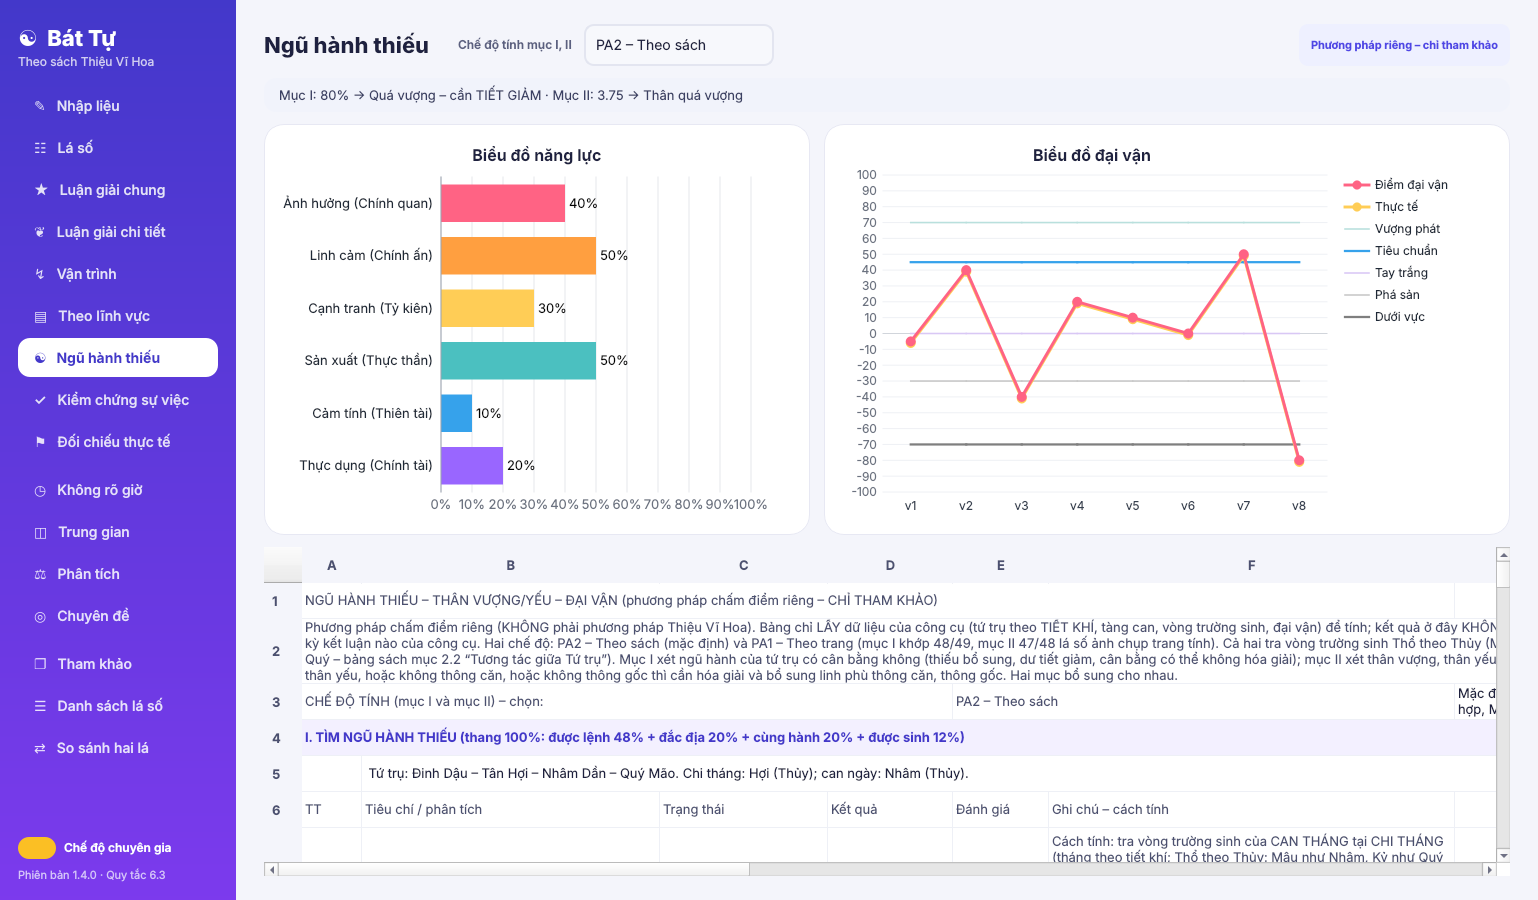 ☯ Bát Tự
Theo sách Thiệu Vĩ Hoa
Nhập liệu
Lá số
Luận giải chung
Luận giải chi tiết
Vận trình
Theo lĩnh vực
Ngũ hành thiếu
Kiểm chứng sự việc
Đối chiếu thực tế
Không rõ giờ
Trung gian
Phân tích
Chuyên đề
Tham khảo
Danh sách lá số
So sánh hai lá
Chế độ chuyên gia
Phiên bản 1.4.0 · Quy tắc 6.3
Ngũ hành thiếu
Chế độ tính mục I, II
PA2 – Theo sách
Phương pháp riêng – chỉ tham khảo
Mục I: 80% → Quá vượng – cần TIẾT GIẢM · Mục II: 3.75 → Thân quá vượng
Biểu đồ năng lực
Ảnh hưởng (Chính quan) 40%
Linh cảm (Chính ấn) 50%
Cạnh tranh (Tỷ kiên) 30%
Sản xuất (Thực thần) 50%
Cảm tính (Thiên tài) 10%
Thực dụng (Chính tài) 20%
0% 10% 20% 30% 40% 50% 60% 70% 80% 90% 100%
Biểu đồ đại vận
100
90
80
70
60
50
40
30
20
10
0
-10
-20
-30
-40
-50
-60
-70
-80
-90
-100
v1 v2 v3 v4 v5 v6 v7 v8
Điểm đại vận
Thực tế
Vượng phát
Tiêu chuẩn
Tay trắng
Phá sản
Dưới vực
A B C D E F
1 NGŨ HÀNH THIẾU – THÂN VƯỢNG/YẾU – ĐẠI VẬN (phương pháp chấm điểm riêng – CHỈ THAM KHẢO)
Phương pháp chấm điểm riêng (KHÔNG phải phương pháp Thiệu Vĩ Hoa). Bảng chỉ LẤY dữ liệu của công cụ (tứ trụ theo TIẾT KHÍ, tàng can, vòng trường sinh, đại vận) để tính; kết quả ở đây KHÔN
2 kỳ kết luận nào của công cụ. Hai chế độ: PA2 – Theo sách (mặc định) và PA1 – Theo trang (mục I khớp 48/49, mục II 47/48 lá số ảnh chụp trang tính). Cả hai tra vòng trường sinh Thổ theo Thủy (M
Quý – bảng sách mục 2.2 “Tương tác giữa Tứ trụ”). Mục I xét ngũ hành của tứ trụ có cân bằng không (thiếu bổ sung, dư tiết giảm, cân bằng có thể không hóa giải); mục II xét thân vượng, thân yếu
thân yếu, hoặc không thông căn, hoặc không thông gốc thì cần hóa giải và bổ sung linh phù thông căn, thông gốc. Hai mục bổ sung cho nhau.
3 CHẾ ĐỘ TÍNH (mục I và mục II) – chọn: PA2 – Theo sách Mặc đ
hợp, M
4 I. TÌM NGŨ HÀNH THIẾU (thang 100%: được lệnh 48% + đắc địa 20% + cùng hành 20% + được sinh 12%)
5 Tứ trụ: Đinh Dậu – Tân Hợi – Nhâm Dần – Quý Mão. Chi tháng: Hợi (Thủy); can ngày: Nhâm (Thủy).
6 TT Tiêu chí / phân tích Trạng thái Kết quả Đánh giá Ghi chú – cách tính
Cách tính: tra vòng trường sinh của CAN THÁNG tại CHI THÁNG
(tháng theo tiết khí; Thổ theo Thủy: Mậu như Nhâm, Kỷ như Quý